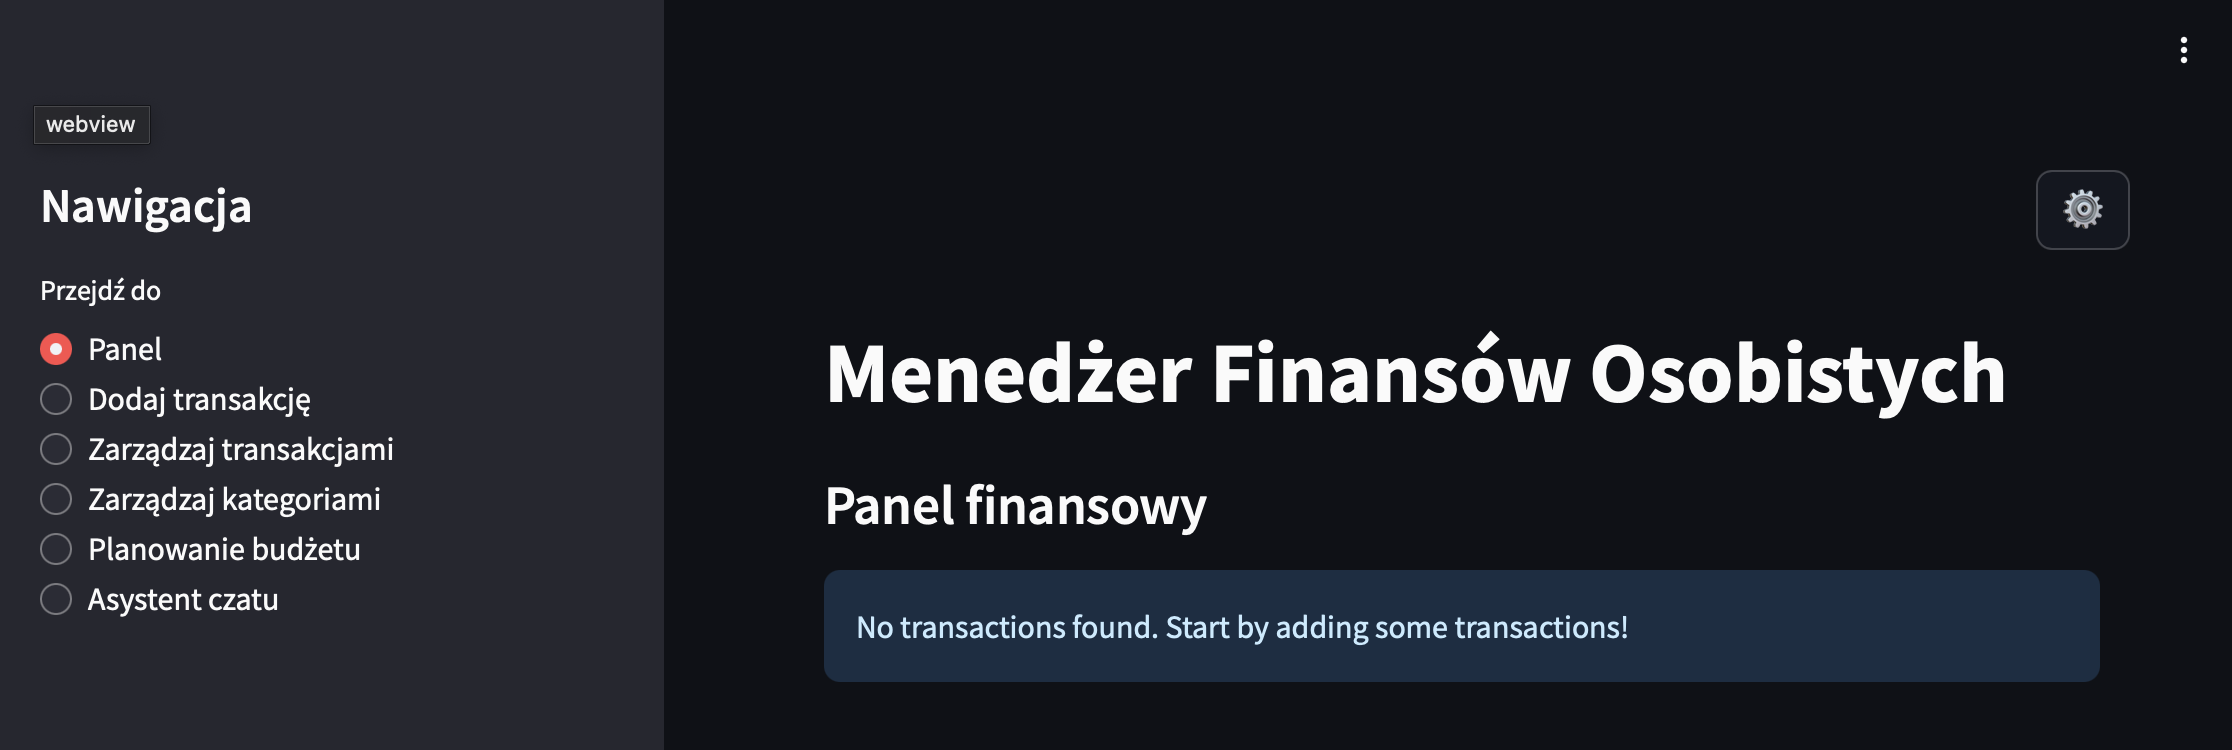 webview
Nawigacja
Przejdź do
Panel
Dodaj transakcję
Zarządzaj transakcjami
Zarządzaj kategoriami
Planowanie budżetu
Asystent czatu
Menedżer Finansów Osobistych
Panel finansowy
No transactions found. Start by adding some transactions!